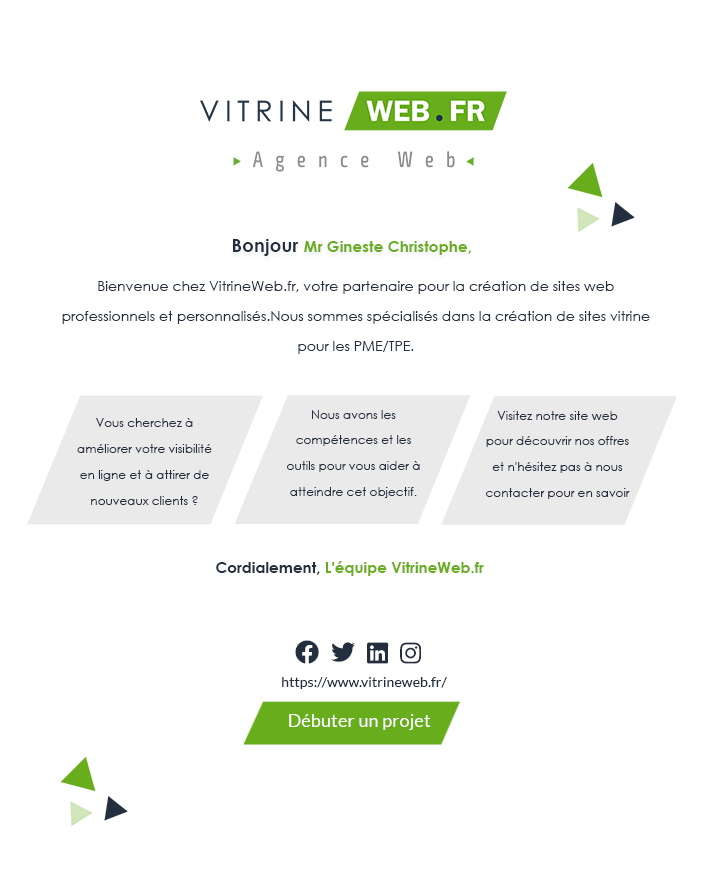 VITRINE WEB.FR
Agence Web
Bonjour Mr Gineste Christophe,
Bienvenue chez VitrineWeb.fr, votre partenaire pour la création de sites web
professionnels et personnalisés.Nous sommes spécialisés dans la création de sites vitrine
pour les PME/TPE.
Vous cherchez à
améliorer votre visibilité
en ligne et à attirer de
nouveaux clients ?
Nous avons les
compétences et les
outils pour vous aider à
atteindre cet objectif.
Visitez notre site web
pour découvrir nos offres
et n'hésitez pas à nous
contacter pour en savoir
Cordialement, L'équipe VitrineWeb.fr
https://www.vitrineweb.fr/
Débuter un projet